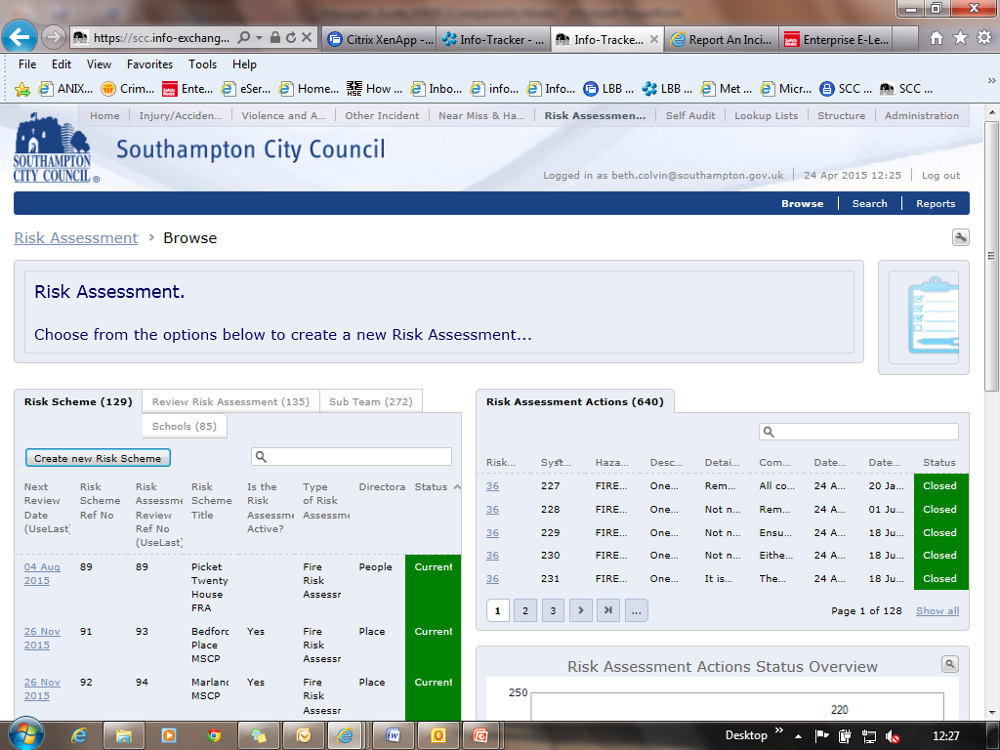 https://scc.info-exchang...
Citrix XenApp -...
Info-Tracker - ...
Info-Tracke...
Report An Inci...
Enterprise E-Le...
File Edit View Favorites Tools Help
ANIX... Crim... Ente... eSer... Home... How ... Inbo... info... Info... LBB ... LBB ... Met ... Micr... SCC ... SCC ...
Home Injury/Acciden... Violence and A... Other Incident Near Miss & Ha... Risk Assessmen... Self Audit Lookup Lists Structure Administration
SOUTHAMPTON
CITY COUNCIL ®
Southampton City Council
Logged in as beth.colvin@southampton.gov.uk 24 Apr 2015 12:25 Log out
Browse Search Reports
Risk Assessment › Browse
Risk Assessment.
Choose from the options below to create a new Risk Assessment...
Risk Scheme (129) Review Risk Assessment (135) Sub Team (272)
Schools (85)
Create new Risk Scheme
Next Review Date (UseLast) Risk Scheme Ref No Risk Assessme Review Ref No (UseLast) Risk Scheme Title Is the Risk Assessme Active? Type of Risk Assessme Directora Status
04 Aug 2015 89 89 Picket Twenty House FRA Fire Risk Assessr People Current
26 Nov 2015 91 93 Bedforc Place MSCP Yes Fire Risk Assessr Place Current
26 Nov 2015 92 94 Marlanc MSCP Yes Fire Risk Assessr Place Current
Risk Assessment Actions (640)
Risk... Syst... Haza... Desc... Detai... Com... Date... Date... Status
36 227 FIRE... One... Rem... All co... 24 A... 20 Ja... Closed
36 228 FIRE... One... Not n... Rem... 24 A... 01 Ju... Closed
36 229 FIRE... One... Not n... Ensu... 24 A... 18 Ju... Closed
36 230 FIRE... One... Not n... Eithe... 24 A... 18 Ju... Closed
36 231 FIRE... One... It is... The... 24 A... 18 Ju... Closed
1 2 3 ... Page 1 of 128 Show all
Risk Assessment Actions Status Overview
250
220
Desktop 12:27